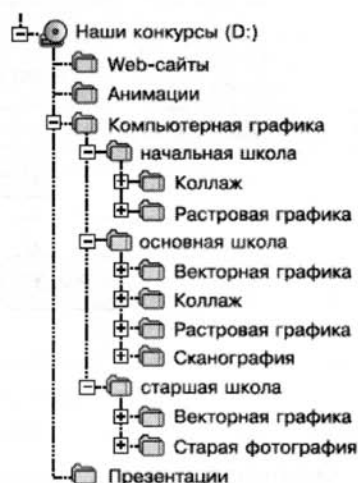 Наши конкурсы (D:)
Web-сайты
Анимации
Компьютерная графика
начальная школа
Коллаж
Растровая графика
основная школа
Векторная графика
Коллаж
Растровая графика
Сканография
старшая школа
Векторная графика
Старая фотография
Презентации